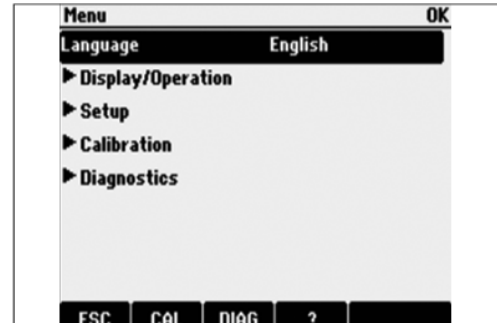 Menu OK
Language English
▶ Display/Operation
▶ Setup
▶ Calibration
▶ Diagnostics
ESC CAL DIAG ?